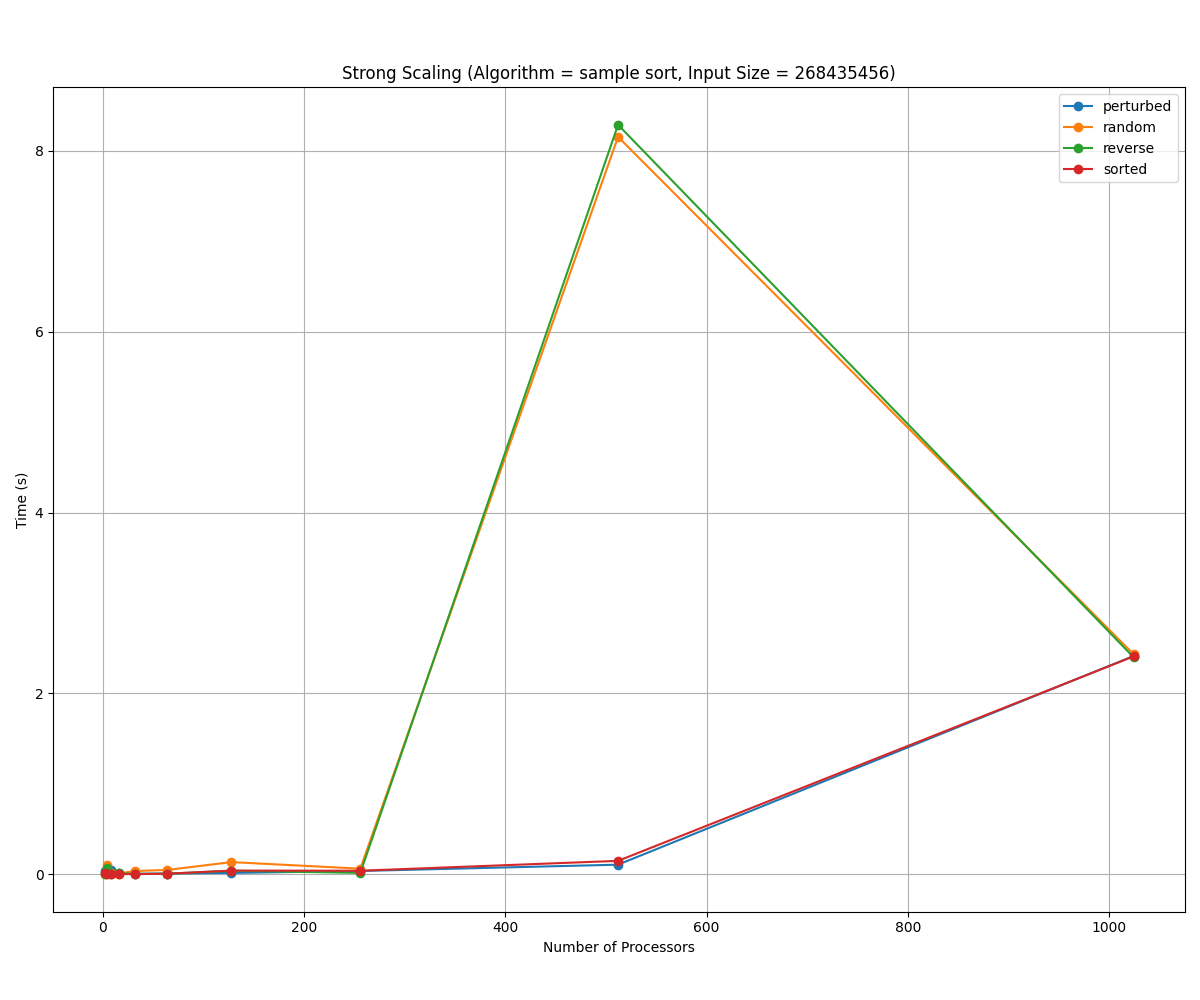 Strong Scaling (Algorithm = sample sort, Input Size = 268435456)
perturbed
random
reverse
sorted
8
6
4
2
0
Time (s)
0 200 400 600 800 1000
Number of Processors